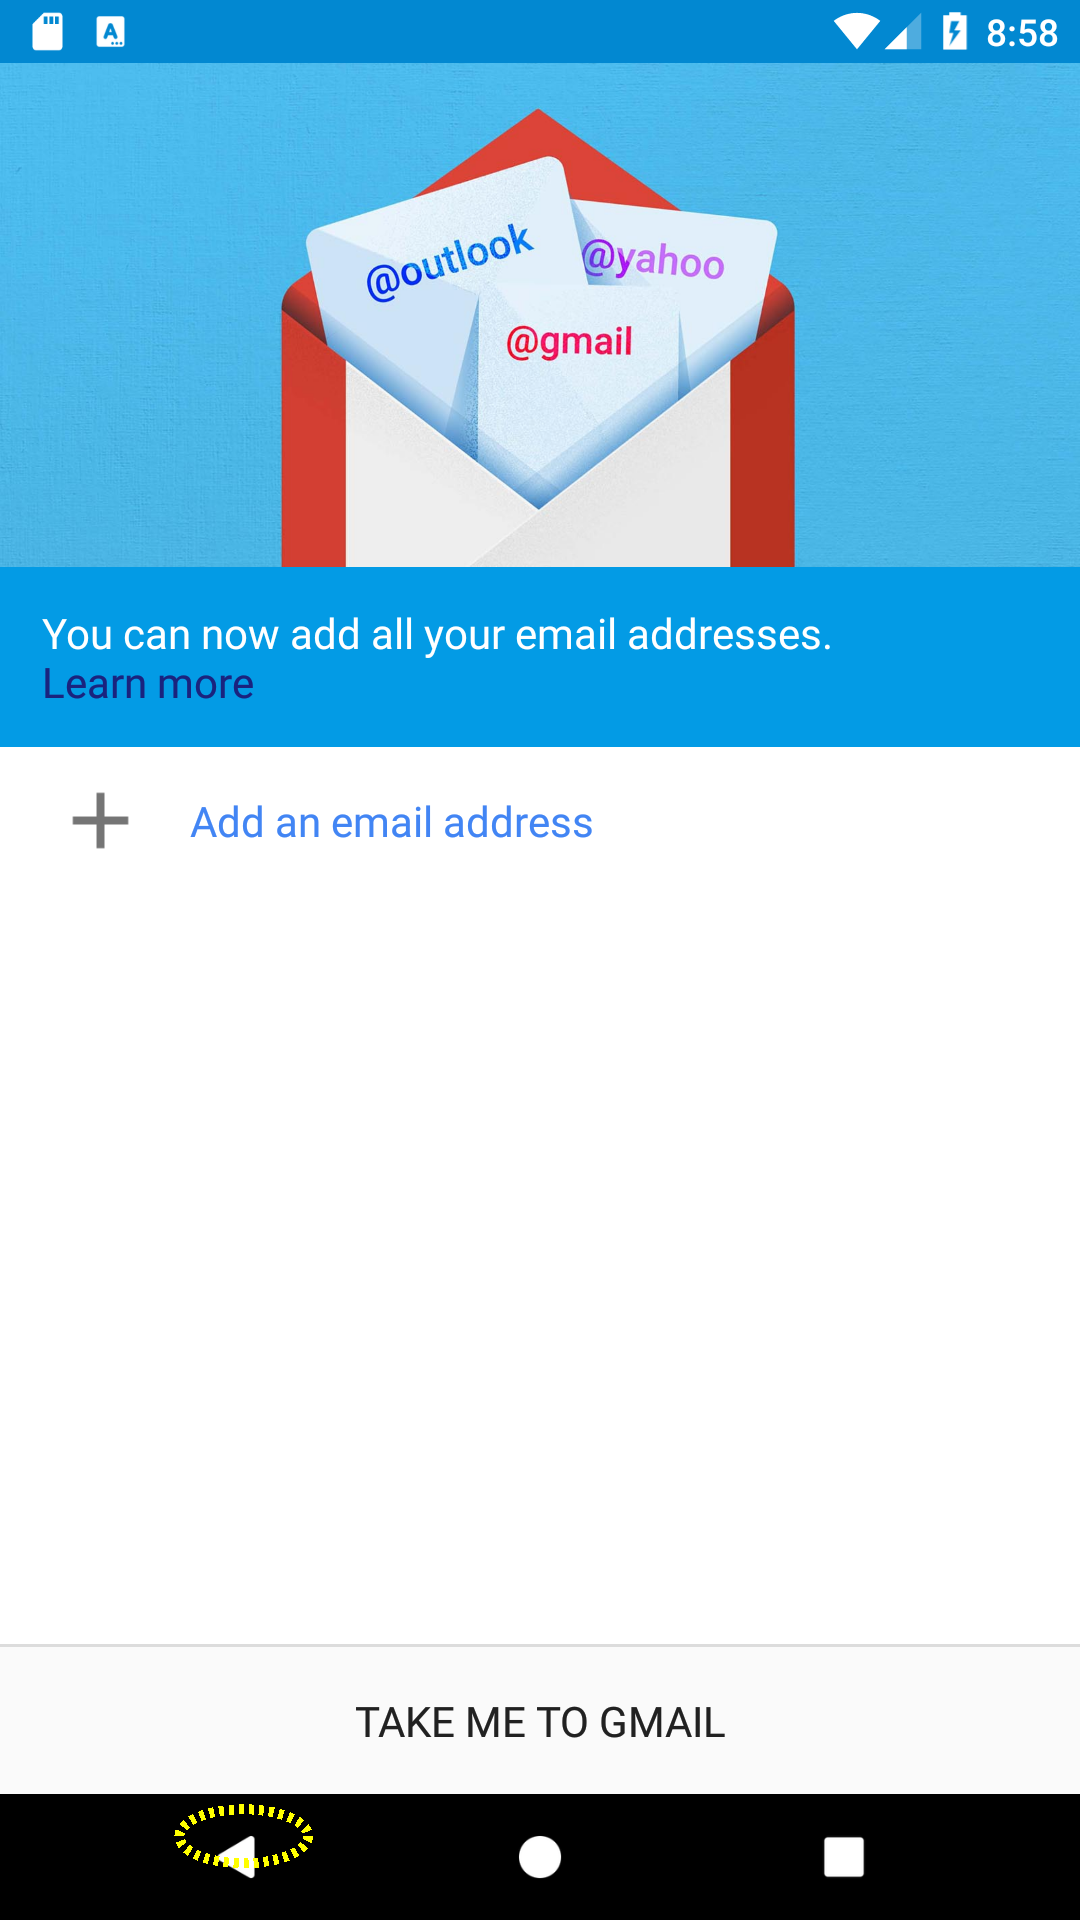 8:58
@outlook
@yahoo
@gmail
You can now add all your email addresses.
Learn more
Add an email address
TAKE ME TO GMAIL